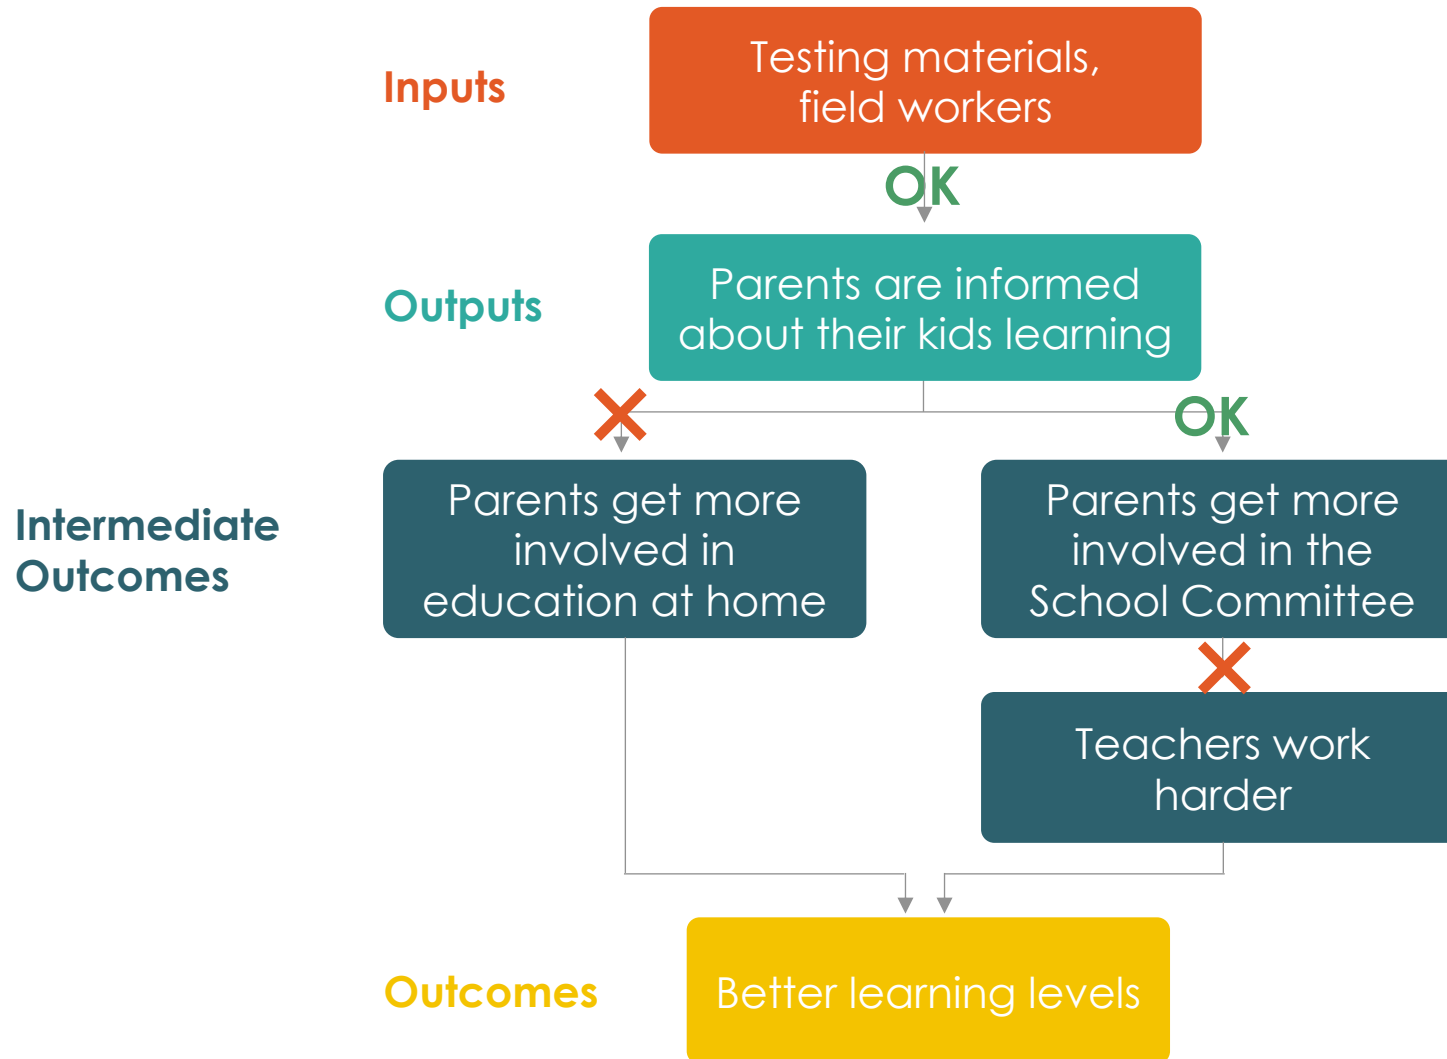 Inputs
Testing materials,
field workers
OK
Outputs
Parents are informed
about their kids learning
OK
Intermediate
Outcomes
Parents get more
involved in
education at home
Parents get more
involved in the
School Committee
Teachers work
harder
Outcomes
Better learning levels